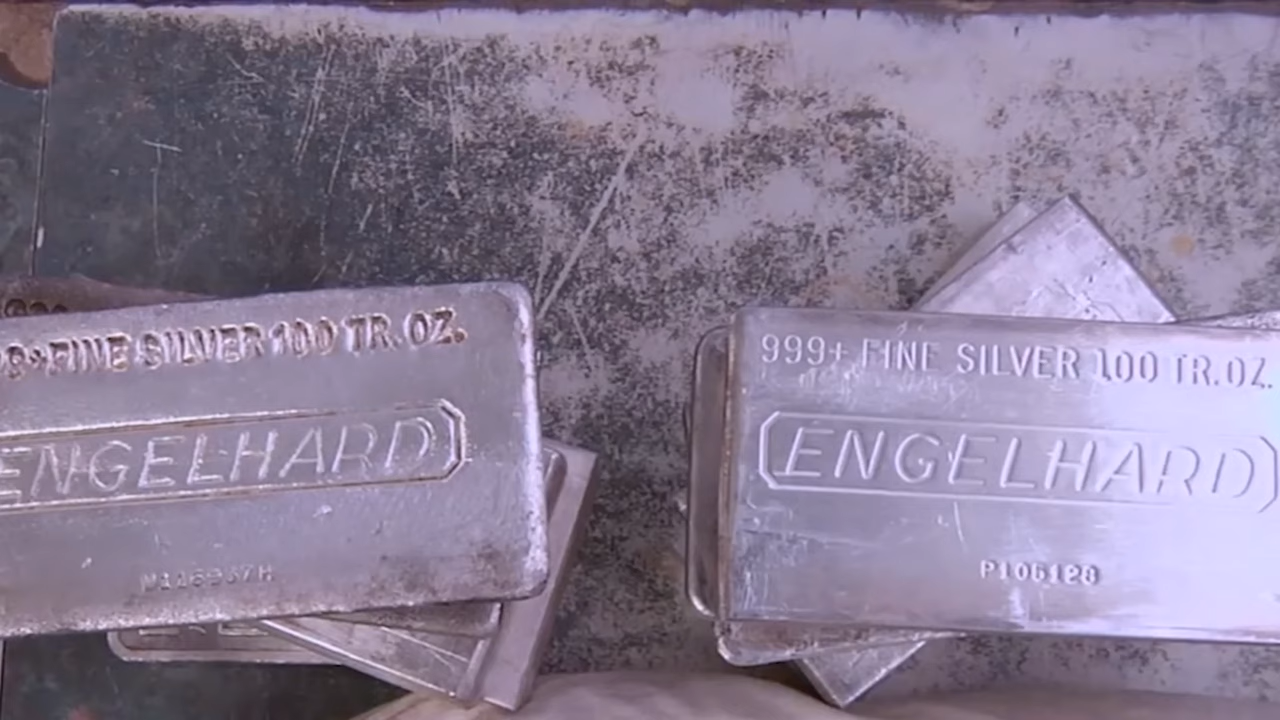 FINE SILVER 100 TR. OZ.
ENGELHARD
999+ FINE SILVER 100 TR. OZ.
ENGELHARD
P106128